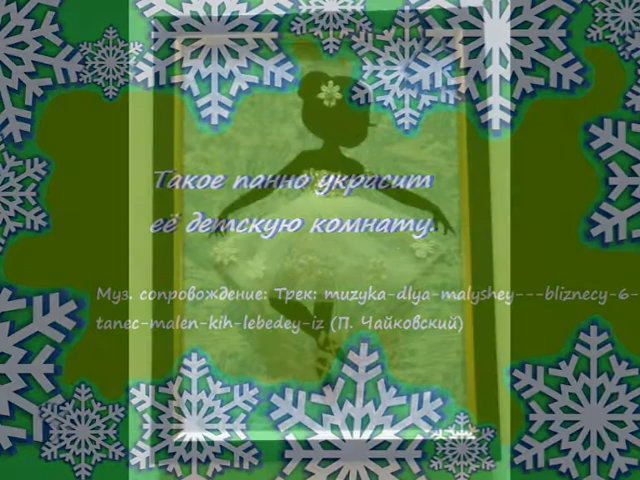 Такое панно украсит
её детскую комнату.
Муз. сопровождение: Трек: muzyka-dlya-malyshey---bliznecy-6-
tanec-malen-kih-lebedey-iz (П. Чайковский)